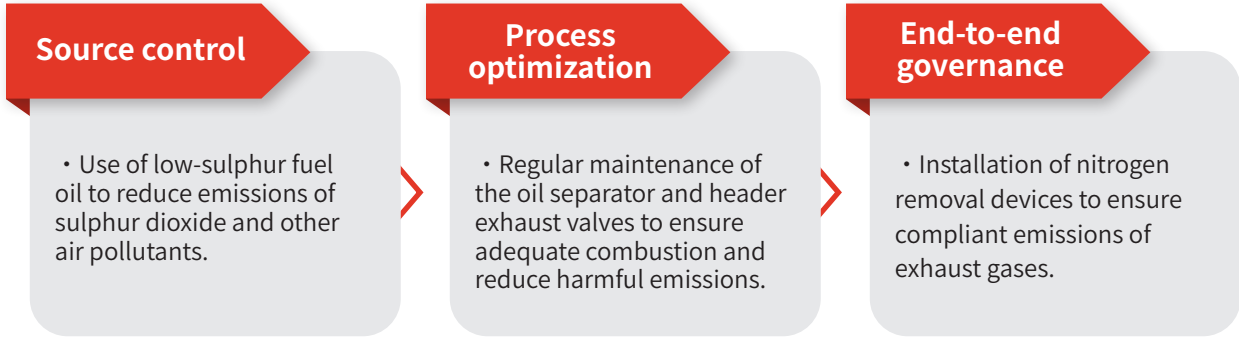 Source control
・Use of low-sulphur fuel
oil to reduce emissions of
sulphur dioxide and other
air pollutants.
Process
optimization
・Regular maintenance of
the oil separator and header
exhaust valves to ensure
adequate combustion and
reduce harmful emissions.
End-to-end
governance
・Installation of nitrogen
removal devices to ensure
compliant emissions of
exhaust gases.